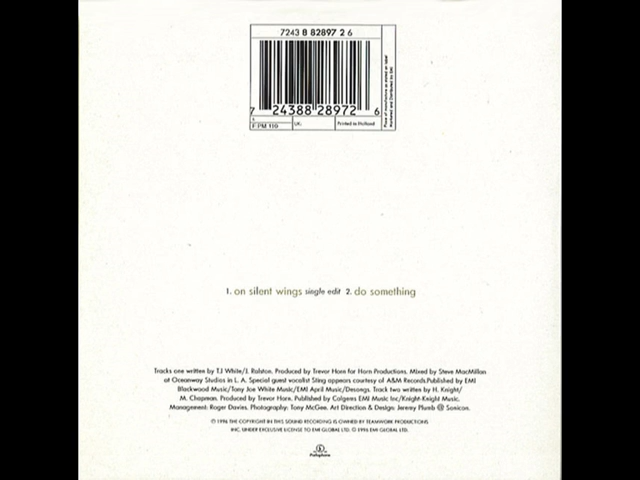 7243 8 82897 2 6
7 24388 28972 6
F:PM 110
UK:
Printed in Holland
1. on silent wings single edit 2. do something
Tracks one written by T.J White/J. Ralston. Produced by Trevor Horn for Horn Productions. Mixed by Steve MacMillan
at Oceanway Studios in L. A. Special guest vocalist Sting appears courtesy of A&M Records.Published by EMI
Blackwood Music/Tony Joe White Music/EMI April Music/Desongs. Track two written by H. Knight/
M. Chapman. Produced by Trevor Horn. Published by Colgems EMI Music Inc/Knight-Knight Music.
Management: Roger Davies. Photography: Tony McGee. Art Direction & Design: Jeremy Plumb @ Sonicon.
℗ 1996 THE COPYRIGHT IN THIS SOUND RECORDING IS OWNED BY TEAMWORK PRODUCTIONS
INC. UNDER EXCLUSIVE LICENSE TO EMI GLOBAL LTD. © 1996 EMI GLOBAL LTD.
Parlophone